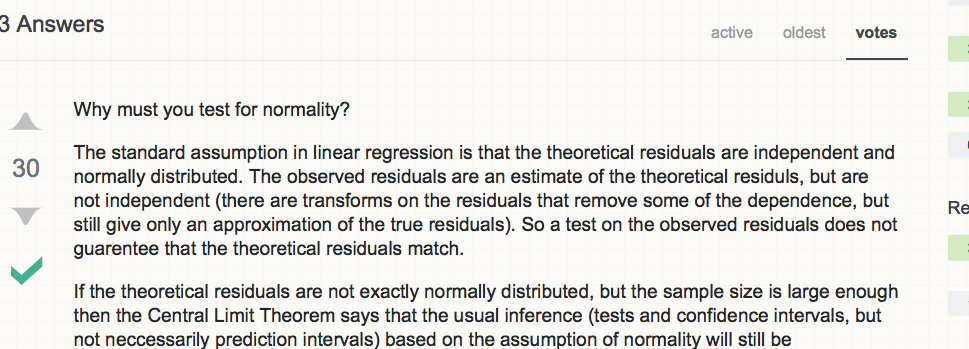 3 Answers
active oldest votes
Why must you test for normality?
30
The standard assumption in linear regression is that the theoretical residuals are independent and
normally distributed. The observed residuals are an estimate of the theoretical residuls, but are
not independent (there are transforms on the residuals that remove some of the dependence, but
still give only an approximation of the true residuals). So a test on the observed residuals does not
guarentee that the theoretical residuals match.
Re
If the theoretical residuals are not exactly normally distributed, but the sample size is large enough
then the Central Limit Theorem says that the usual inference (tests and confidence intervals, but
not neccessarily prediction intervals) based on the assumption of normality will still be